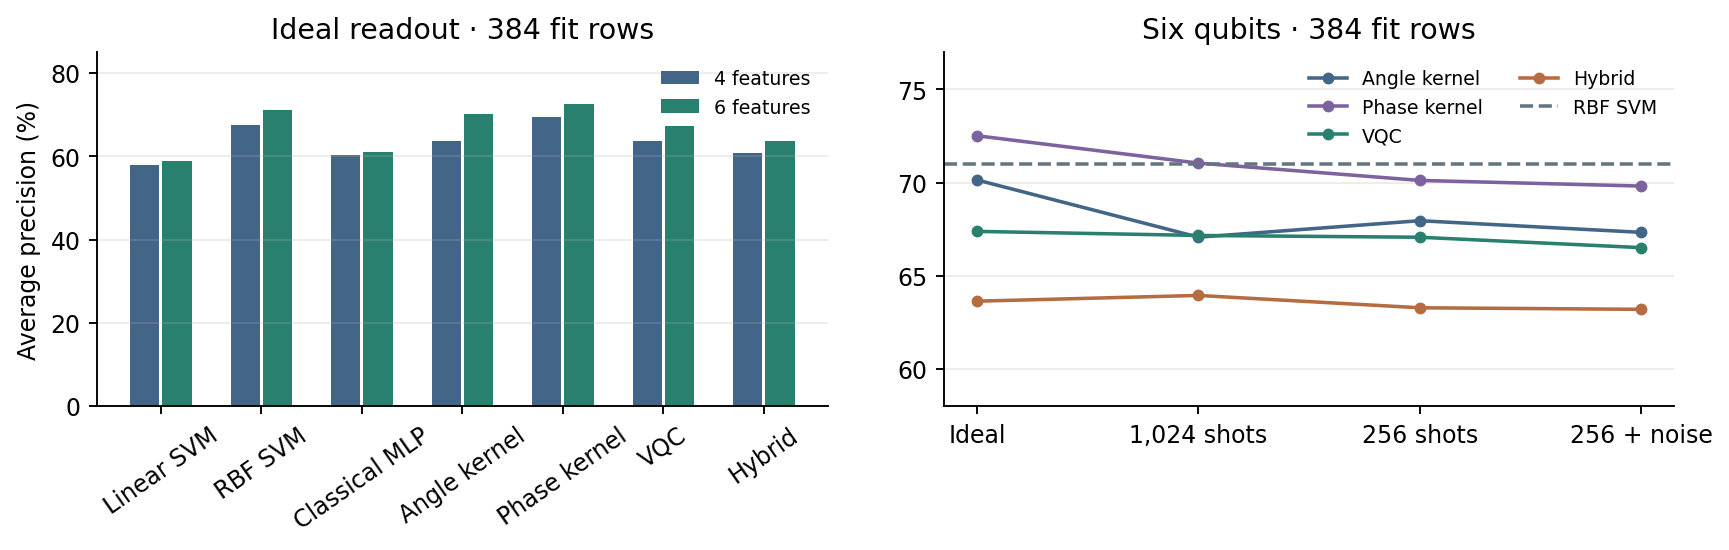 Ideal readout · 384 fit rows
Average precision (%)
80
60
40
20
0
4 features
6 features
Linear SVM
RBF SVM
Classical MLP
Angle kernel
Phase kernel
VQC
Hybrid
Six qubits · 384 fit rows
75
70
65
60
Angle kernel
Phase kernel
VQC
Hybrid
RBF SVM
Ideal
1,024 shots
256 shots
256 + noise